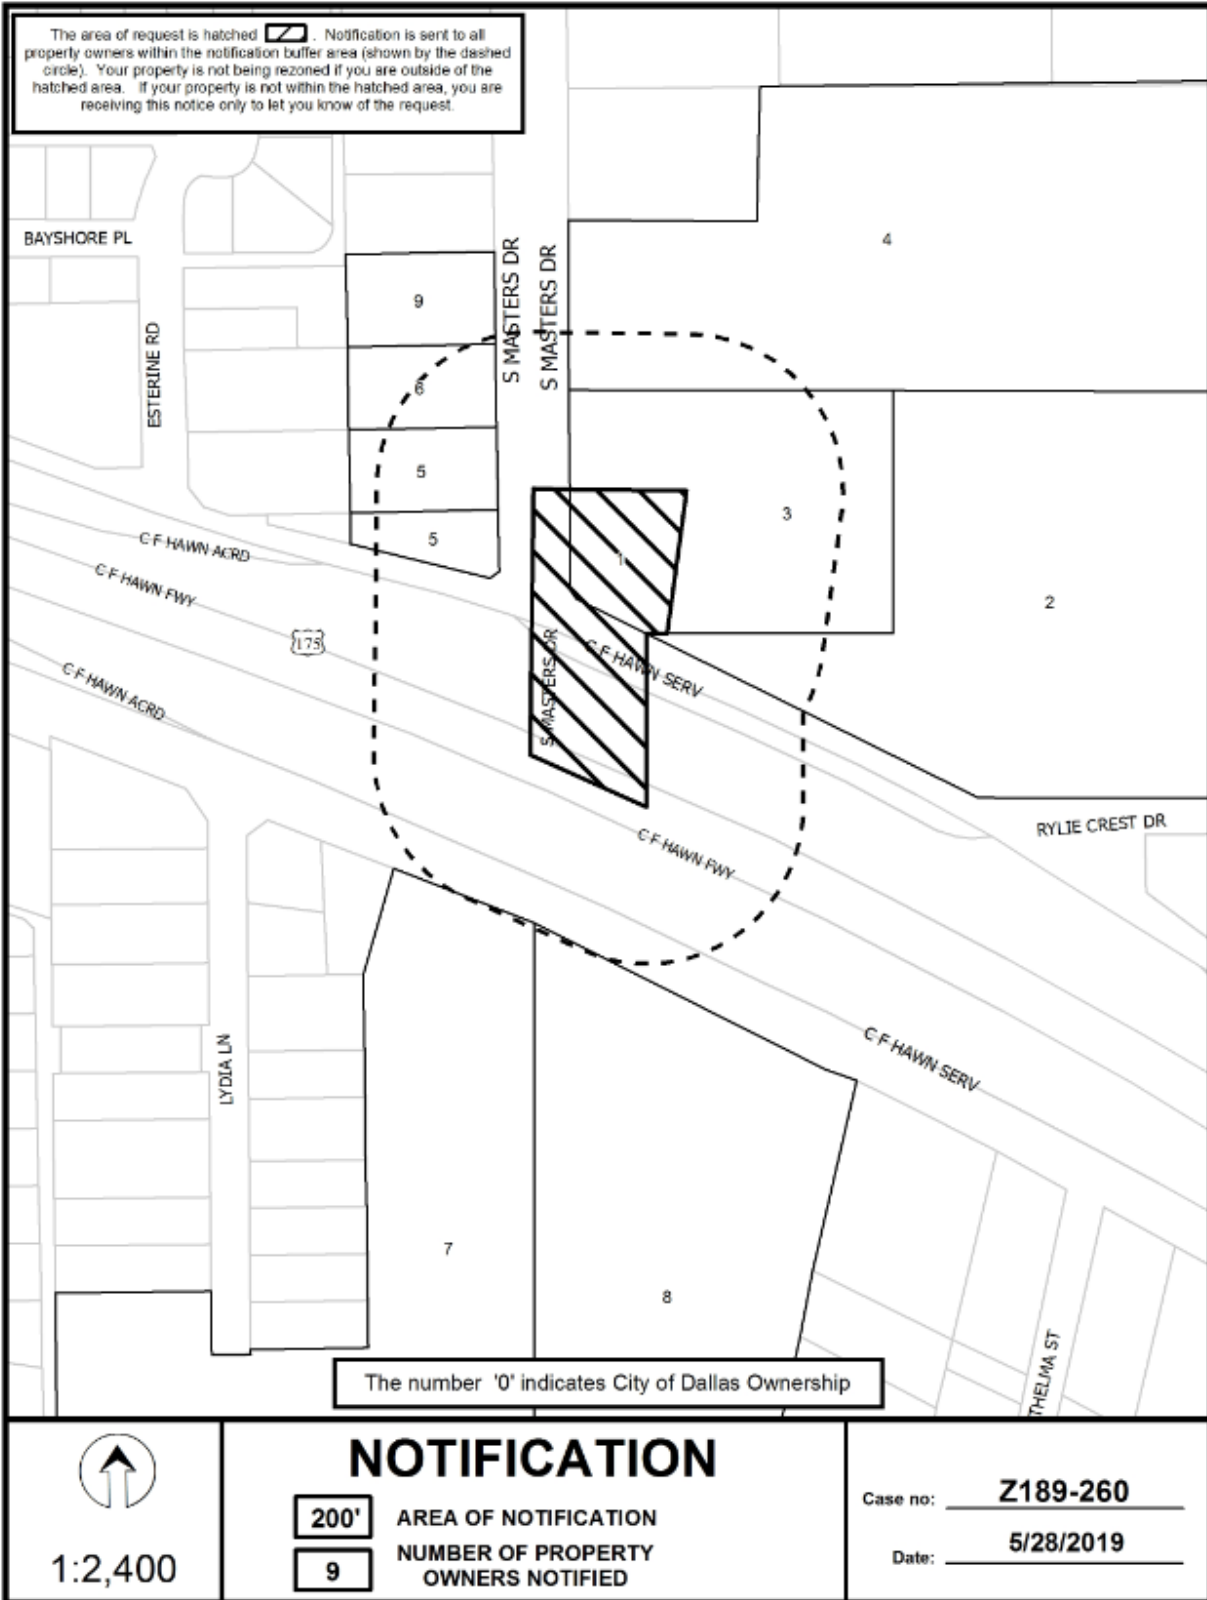 The area of request is hatched . Notification is sent to all
property owners within the notification buffer area (shown by the dashed
circle). Your property is not being rezoned if you are outside of the
hatched area. If your property is not within the hatched area, you are
receiving this notice only to let you know of the request.
BAYSHORE PL
ESTERINE RD
S MASTERS DR
S MASTERS DR
4
9
6
5
5
3
1
2
C F HAWN ACRD
C F HAWN FWY
175
C F HAWN ACRD
S MASTERS DR
C F HAWN SERV
C F HAWN FWY
RYLIE CREST DR
C F HAWN SERV
LYDIA LN
7
8
THELMA ST
The number '0' indicates City of Dallas Ownership
1:2,400
NOTIFICATION
200' AREA OF NOTIFICATION
9 NUMBER OF PROPERTY
OWNERS NOTIFIED
Case no: Z189-260
Date: 5/28/2019